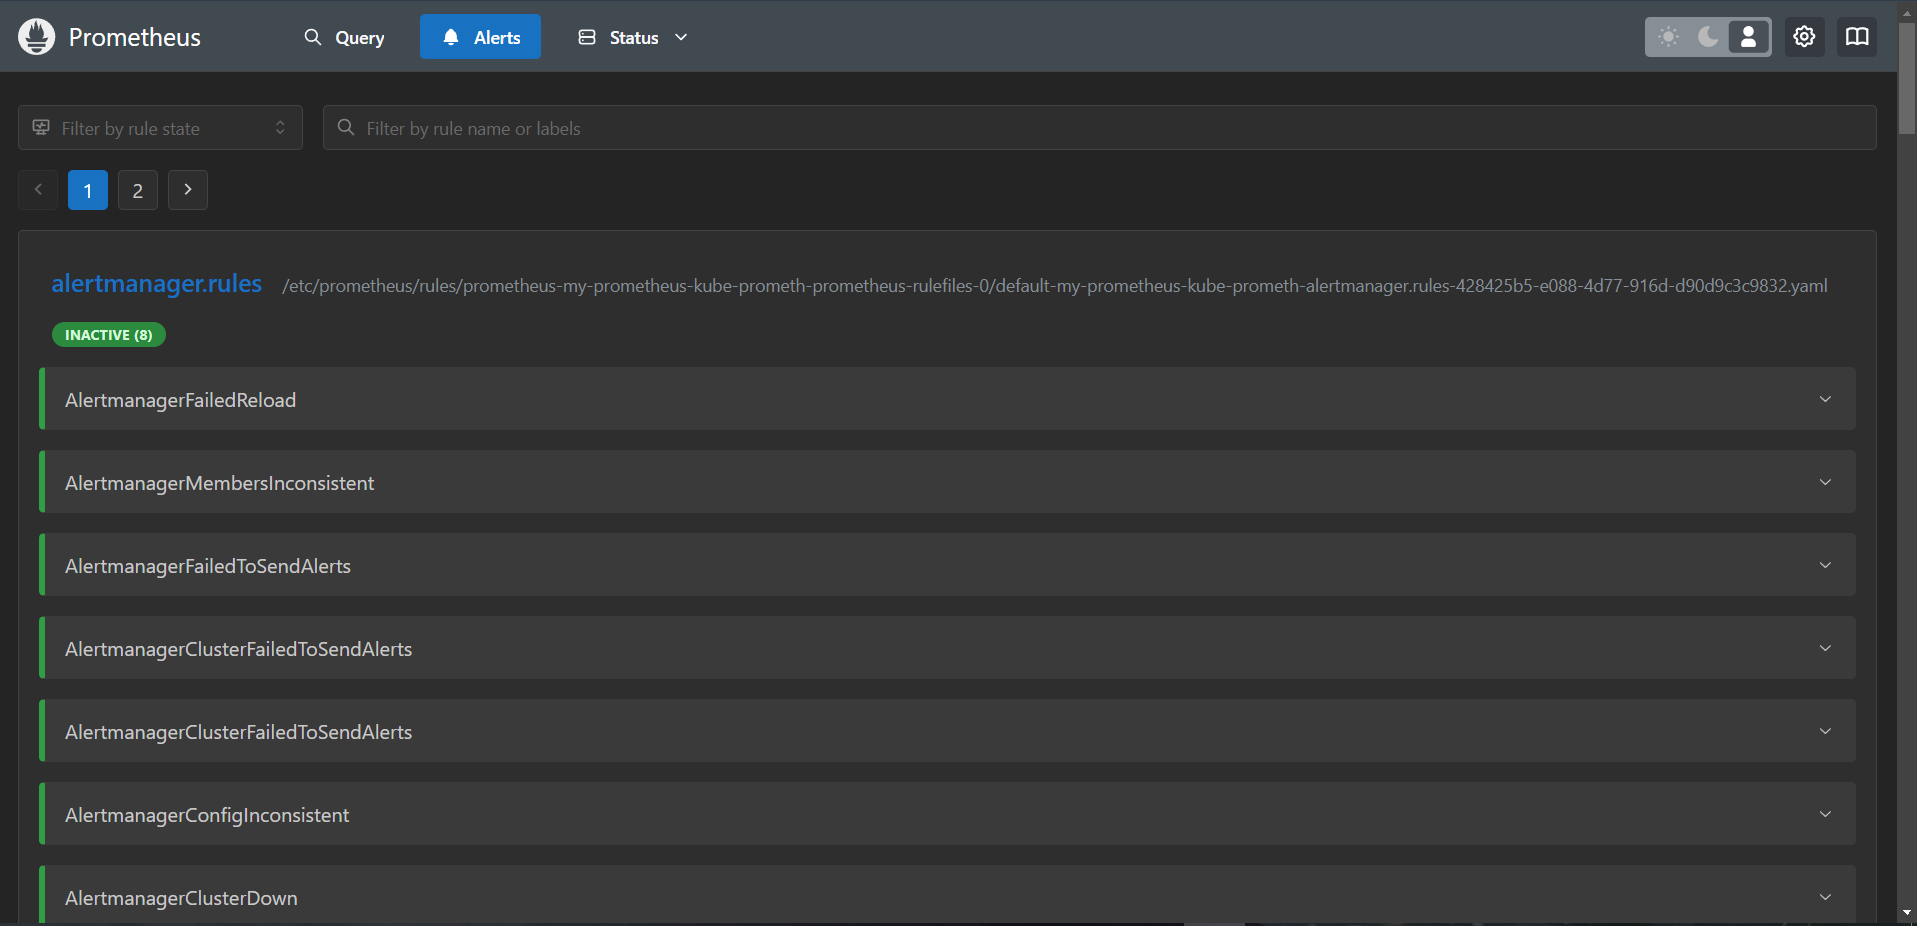 Prometheus Query Alerts Status
Filter by rule state Filter by rule name or labels
1 2
alertmanager.rules /etc/prometheus/rules/prometheus-my-prometheus-kube-prometh-prometheus-rulefiles-0/default-my-prometheus-kube-prometh-alertmanager.rules-428425b5-e088-4d77-916d-d90d9c3c9832.yaml
INACTIVE (8)
AlertmanagerFailedReload
AlertmanagerMembersInconsistent
AlertmanagerFailedToSendAlerts
AlertmanagerClusterFailedToSendAlerts
AlertmanagerClusterFailedToSendAlerts
AlertmanagerConfigInconsistent
AlertmanagerClusterDown